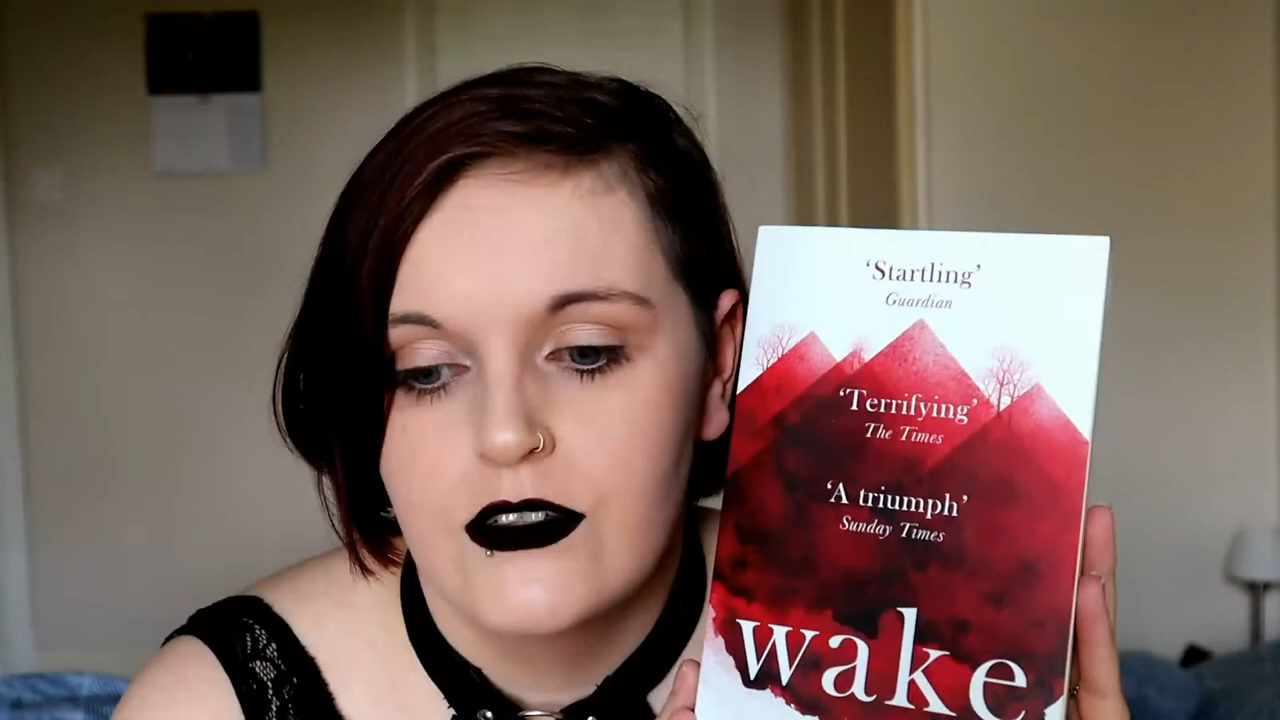 ‘Startling’
Guardian
‘Terrifying’
The Times
‘A triumph’
Sunday Times
wake